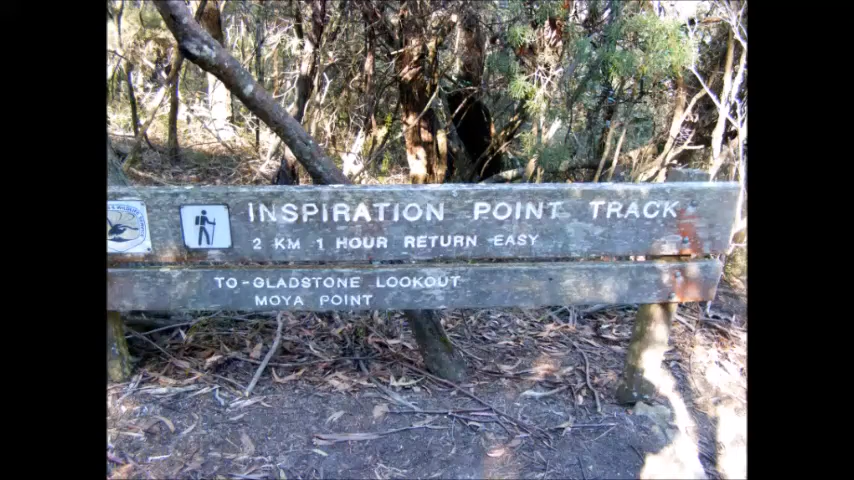 INSPIRATION POINT TRACK
2 KM 1 HOUR RETURN EASY
TO-GLADSTONE LOOKOUT
MOYA POINT